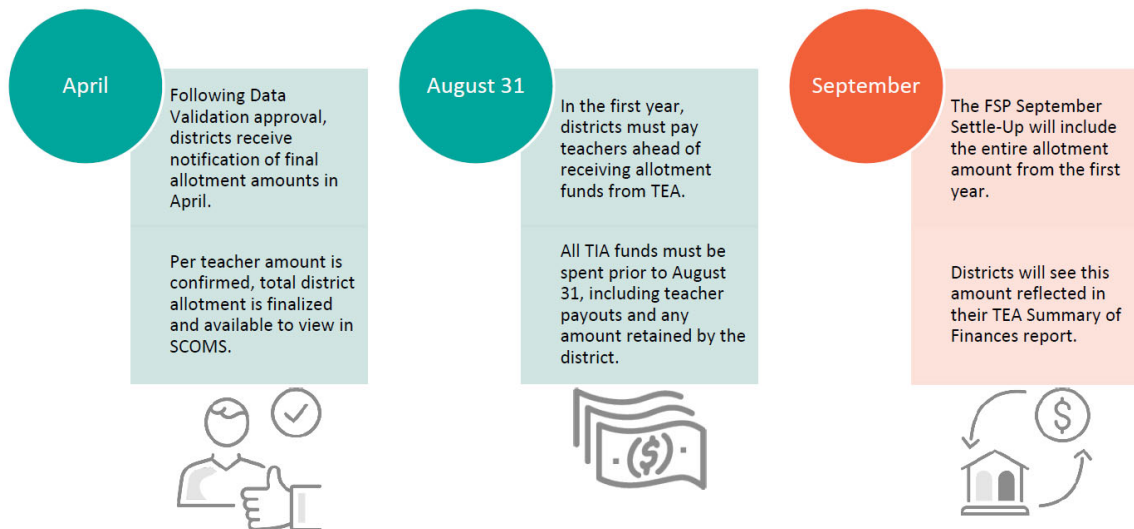 April
Following Data
Validation approval,
districts receive
notification of final
allotment amounts in
April.
Per teacher amount is
confirmed, total district
allotment is finalized
and available to view in
SCOMS.
August 31
In the first year,
districts must pay
teachers ahead of
receiving allotment
funds from TEA.
All TIA funds must be
spent prior to August
31, including teacher
payouts and any
amount retained by the
district.
($)
September
The FSP September
Settle-Up will include
the entire allotment
amount from the first
year.
Districts will see this
amount reflected in
their TEA Summary of
Finances report.
$